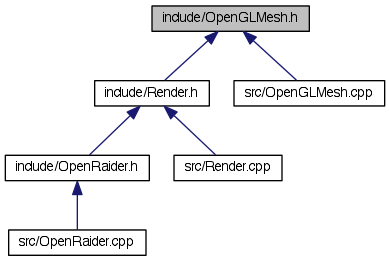 include/OpenGLMesh.h
include/Render.h
src/OpenGLMesh.cpp
include/OpenRaider.h
src/Render.cpp
src/OpenRaider.cpp